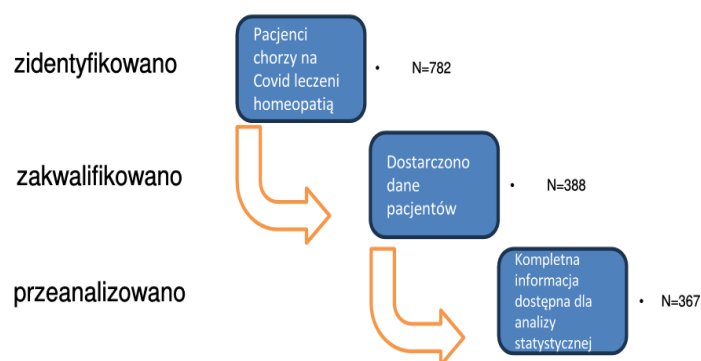 zidentyfikowano
Pacjenci
chorzy na
Covid leczeni
homeopatią
• N=782
zakwalifikowano
Dostarczono
dane
pacjentów
• N=388
przeanalizowano
Kompletna
informacja
dostępna dla
analizy
statystycznej
• N=367